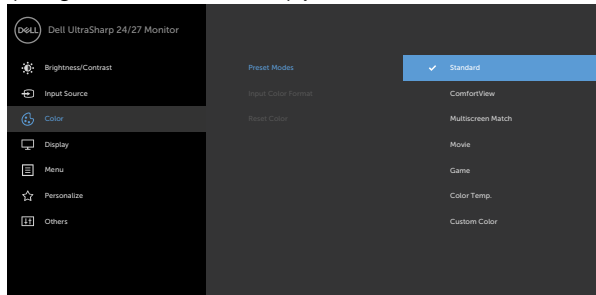 DELL
Dell UltraSharp 24/27 Monitor
Brightness/Contrast
Preset Modes
Standard
Input Source
Input Color Format
ComfortView
Color
Reset Color
Multiscreen Match
Display
Movie
Menu
Game
Personalize
Color Temp.
Others
Custom Color